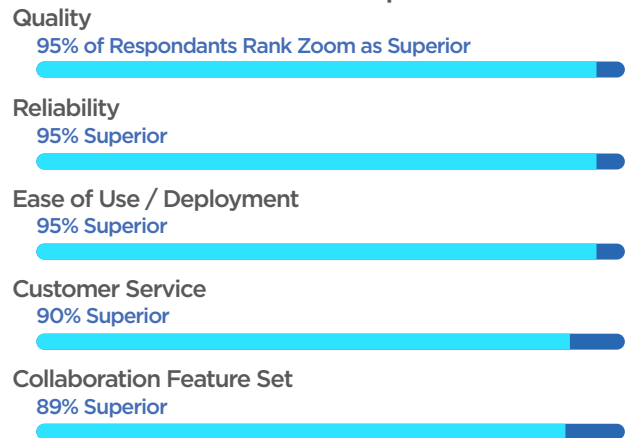 Quality
95% of Respondants Rank Zoom as Superior
Reliability
95% Superior
Ease of Use / Deployment
95% Superior
Customer Service
90% Superior
Collaboration Feature Set
89% Superior